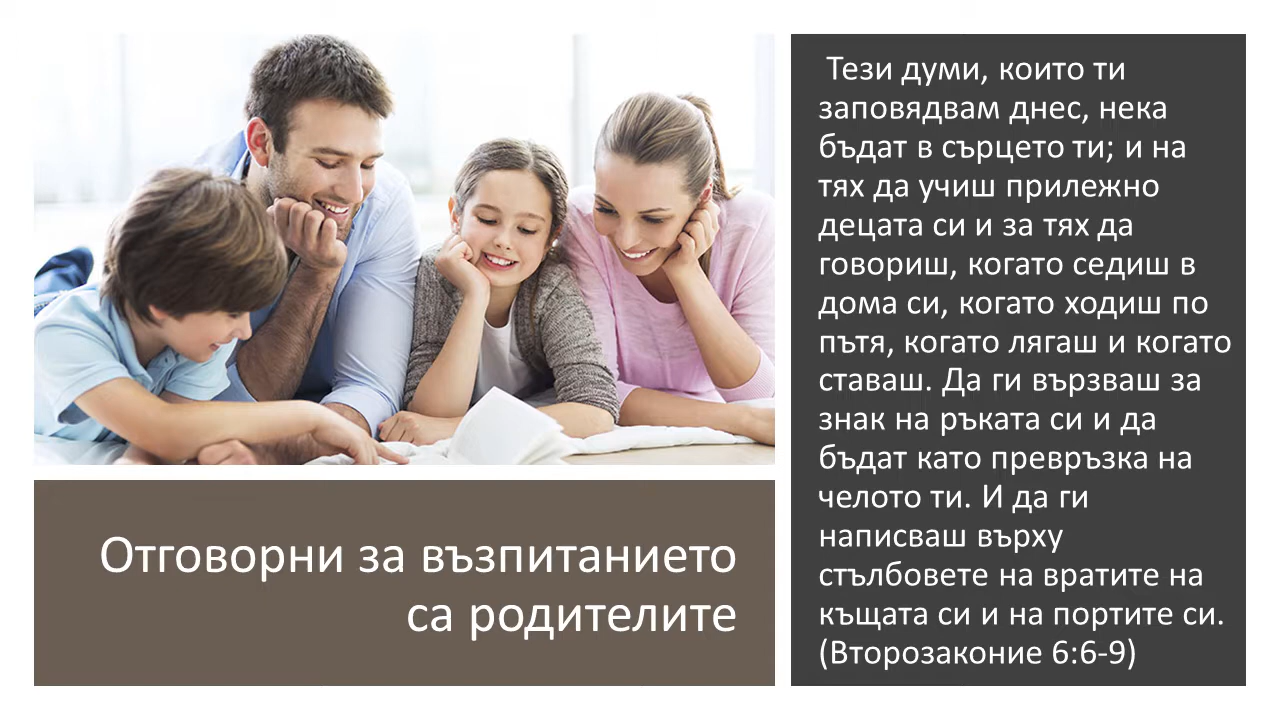 Отговорни за възпитанието
са родителите
Тези думи, които ти
заповядвам днес, нека
бъдат в сърцето ти; и на
тях да учиш прилежно
децата си и за тях да
говориш, когато седиш в
дома си, когато ходиш по
пътя, когато лягаш и когато
ставаш. Да ги вързваш за
знак на ръката си и да
бъдат като превръзка на
челото ти. И да ги
написваш върху
стълбовете на вратите на
къщата си и на портите си.
(Второзаконие 6:6-9)